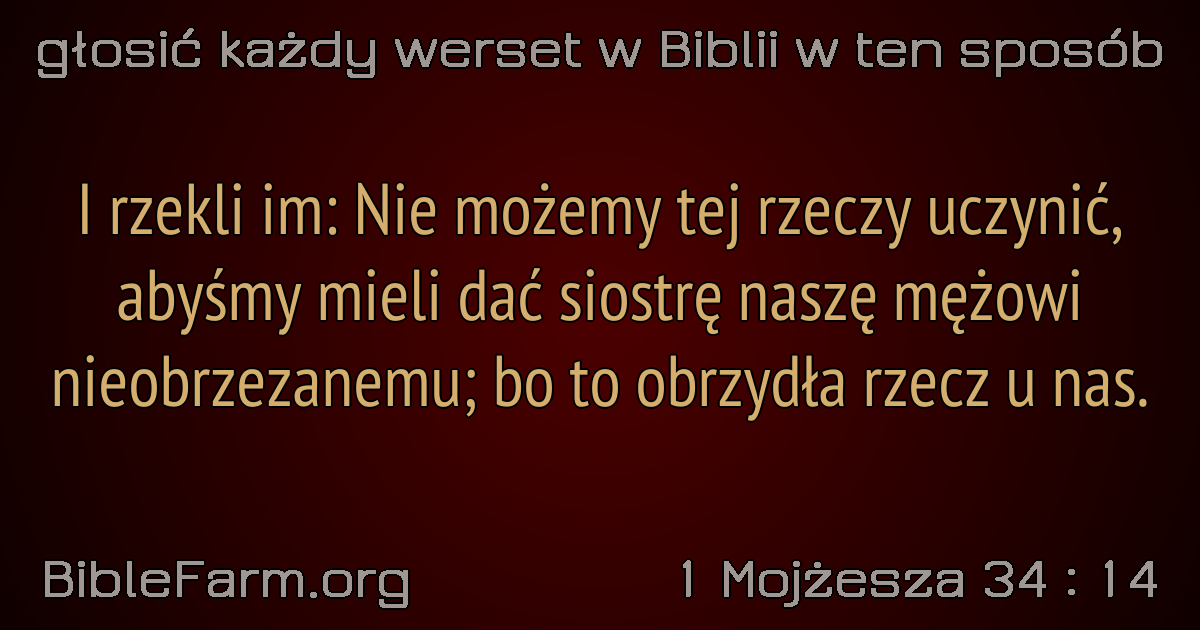 głosić każdy werset w Biblii w ten sposób
I rzekli im: Nie możemy tej rzeczy uczynić,
abyśmy mieli dać siostrę naszę mężowi
nieobrzezanemu; bo to obrzydła rzecz u nas.
BibleFarm.org
1 Mojżesza 34 : 14